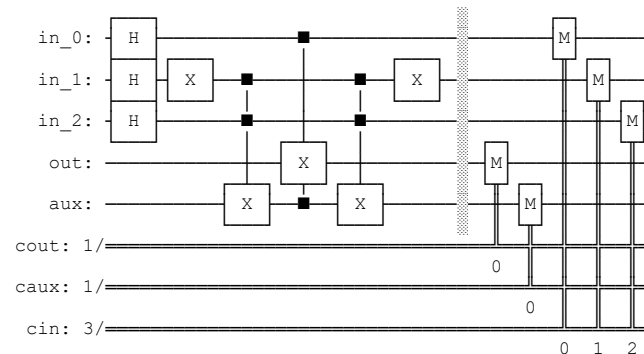 in_0: H M
in_1: H X X M
in_2: H M
out: X M
aux: X X M
cout: 1/
0
caux: 1/
0
cin: 3/
0 1 2